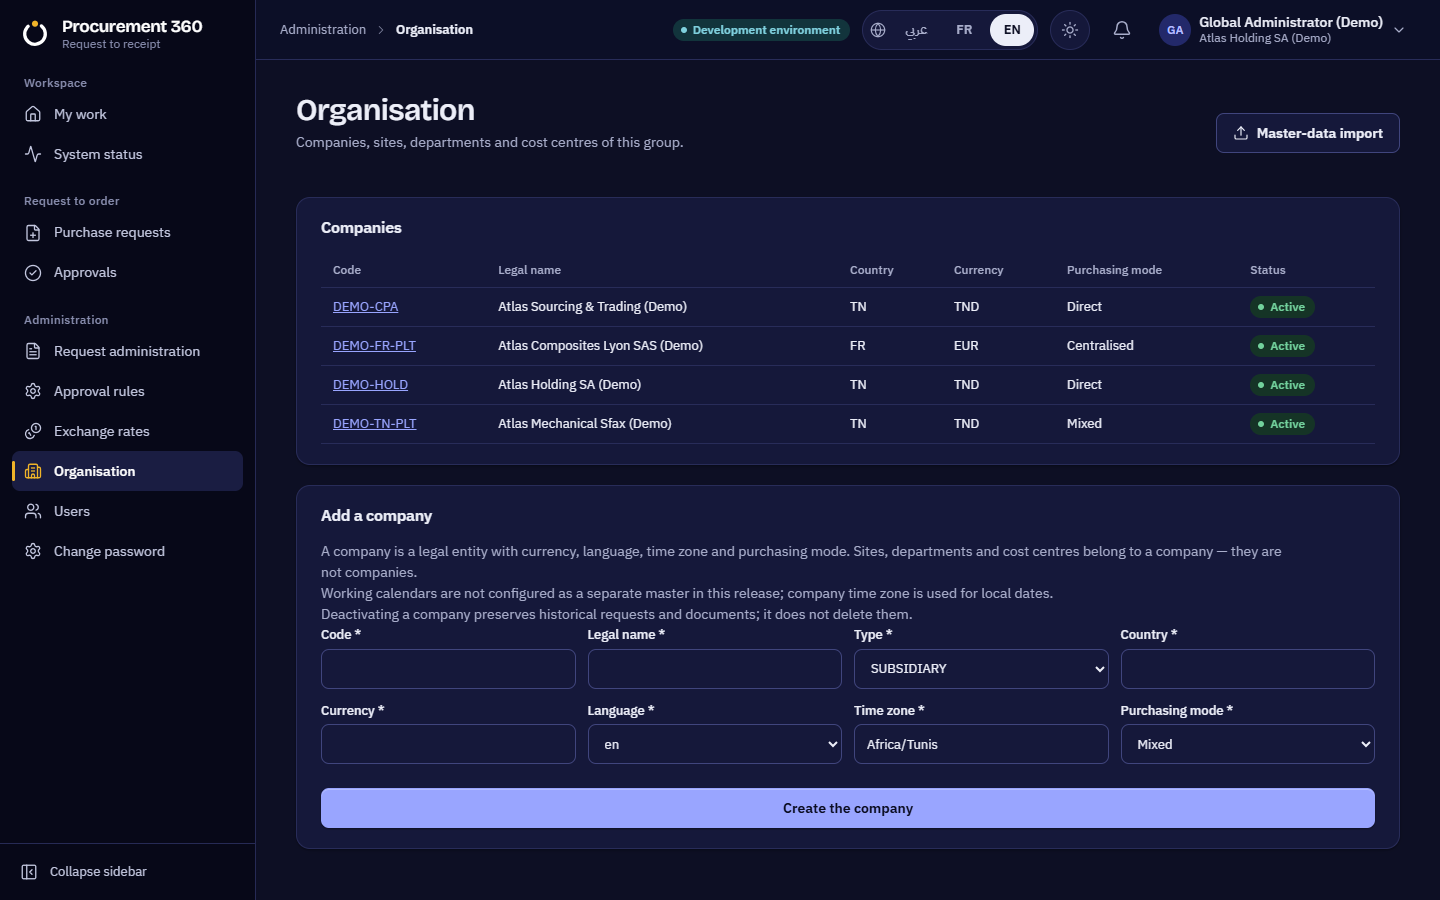 Procurement 360
Request to receipt
Workspace
My work
System status
Request to order
Purchase requests
Approvals
Administration
Request administration
Approval rules
Exchange rates
Organisation
Users
Change password
Collapse sidebar
Administration > Organisation
Development environment
عربي FR EN
GA
Global Administrator (Demo)
Atlas Holding SA (Demo)
Organisation
Companies, sites, departments and cost centres of this group.
Master-data import
Companies
Code Legal name Country Currency Purchasing mode Status
DEMO-CPA Atlas Sourcing & Trading (Demo) TN TND Direct Active
DEMO-FR-PLT Atlas Composites Lyon SAS (Demo) FR EUR Centralised Active
DEMO-HOLD Atlas Holding SA (Demo) TN TND Direct Active
DEMO-TN-PLT Atlas Mechanical Sfax (Demo) TN TND Mixed Active
Add a company
A company is a legal entity with currency, language, time zone and purchasing mode. Sites, departments and cost centres belong to a company — they are
not companies.
Working calendars are not configured as a separate master in this release; company time zone is used for local dates.
Deactivating a company preserves historical requests and documents; it does not delete them.
Code * Legal name * Type * Country *
SUBSIDIARY
Currency * Language * Time zone * Purchasing mode *
en Africa/Tunis Mixed
Create the company